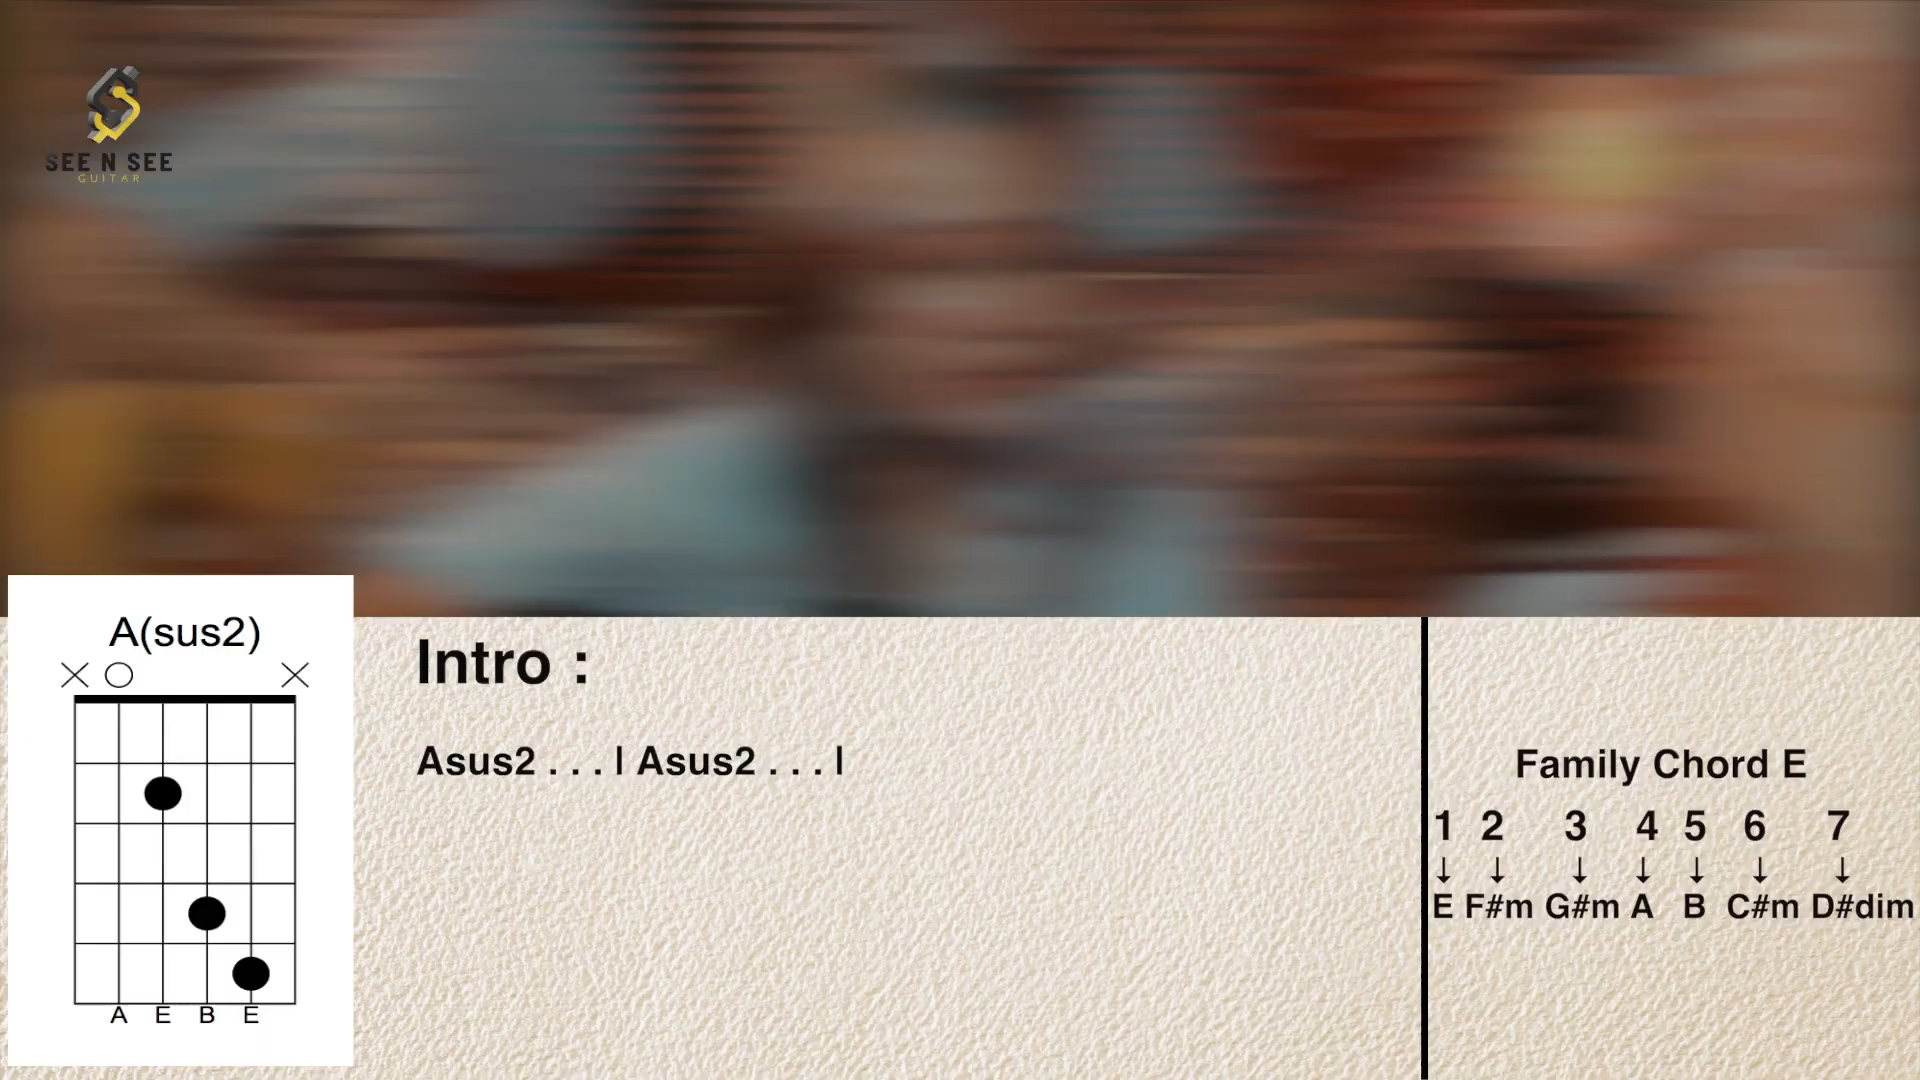 SEE N SEE
GUITAR
A(sus2)
A E B E
Intro :
Asus2 . . . | Asus2 . . . |
Family Chord E
1 2 3 4 5 6 7
↓ ↓ ↓ ↓ ↓ ↓ ↓
E F#m G#m A B C#m D#dim